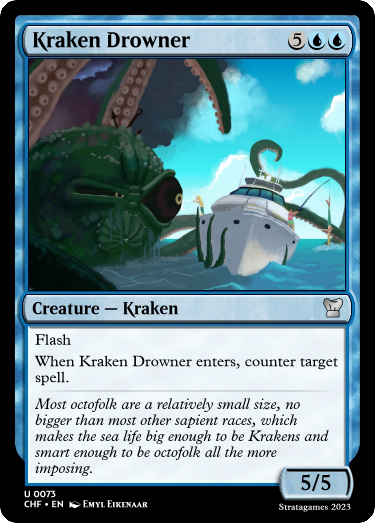 Kraken Drowner 5
Creature — Kraken
Flash
When Kraken Drowner enters, counter target
spell.
Most octofolk are a relatively small size, no
bigger than most other sapient races, which
makes the sea life big enough to be Krakens and
smart enough to be octofolk all the more
imposing.
5/5
U 0073
CHF • EN Emyl Eikenaar
Stratagames 2023